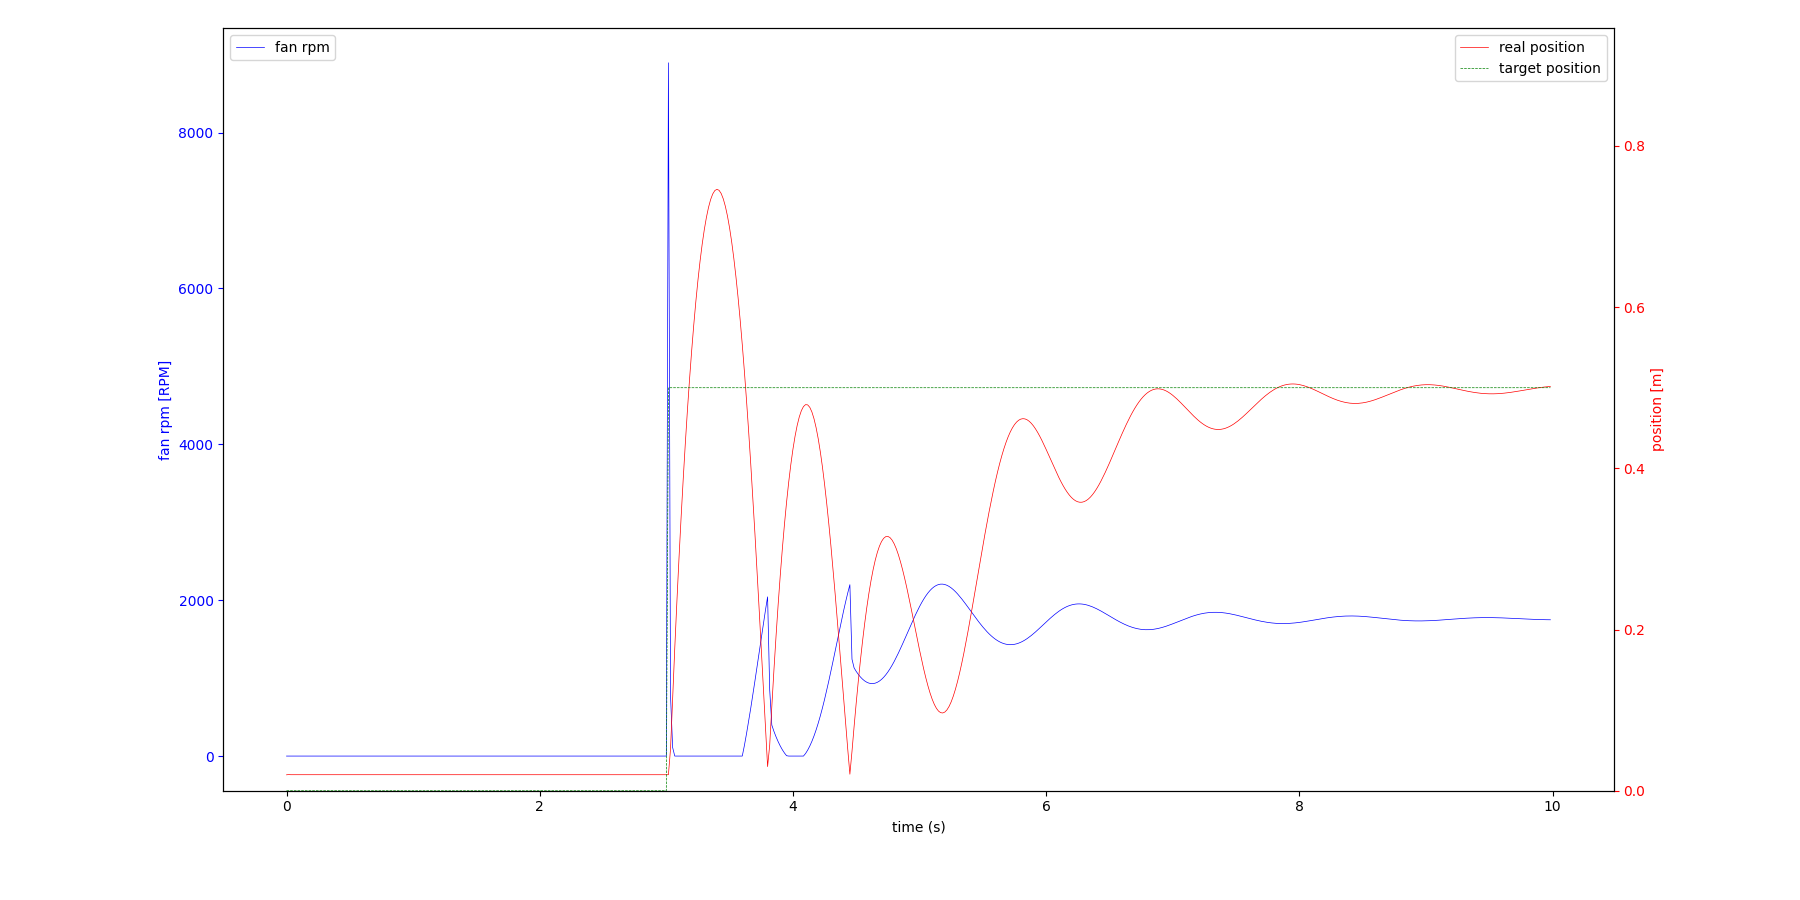 fan rpm
real position
target position
8000
6000
4000
2000
0
fan rpm [RPM]
0.8
0.6
0.4
0.2
0.0
position [m]
0
2
4
6
8
10
time (s)